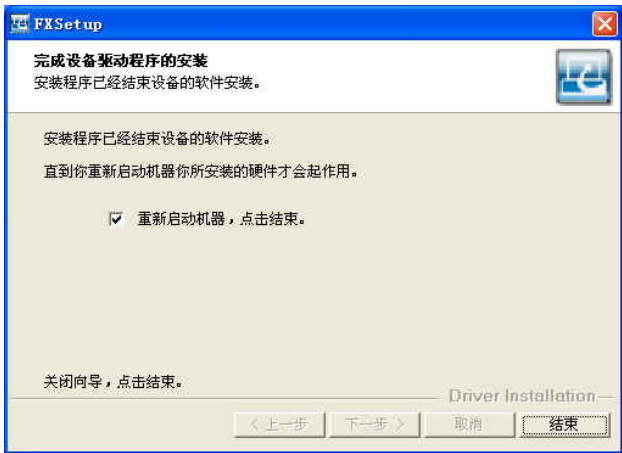 FXSetup
完成设备驱动程序的安装
安装程序已经结束设备的软件安装。
安装程序已经结束设备的软件安装。
直到你重新启动机器你所安装的硬件才会起作用。
重新启动机器，点击结束。
关闭向导，点击结束。
Driver Installation
< 上一步 下一步 > 取消 结束